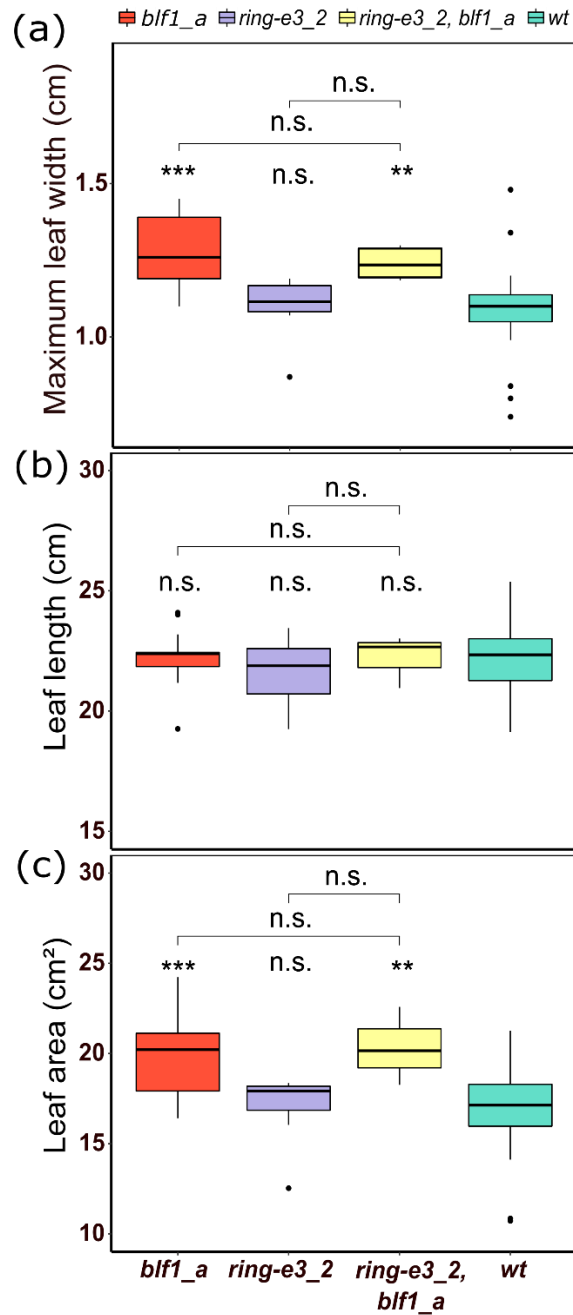 blf1_a ring-e3_2 ring-e3_2, blf1_a wt
(a)
Maximum leaf width (cm)
n.s.
n.s.
*** n.s. **
1.5
1.0
(b)
Leaf length (cm)
30
n.s.
n.s.
n.s. n.s. n.s.
25
20
15
(c)
Leaf area (cm²)
30
n.s.
n.s.
*** n.s. **
25
20
15
10
blf1_a ring-e3_2 ring-e3_2, wt
blf1_a